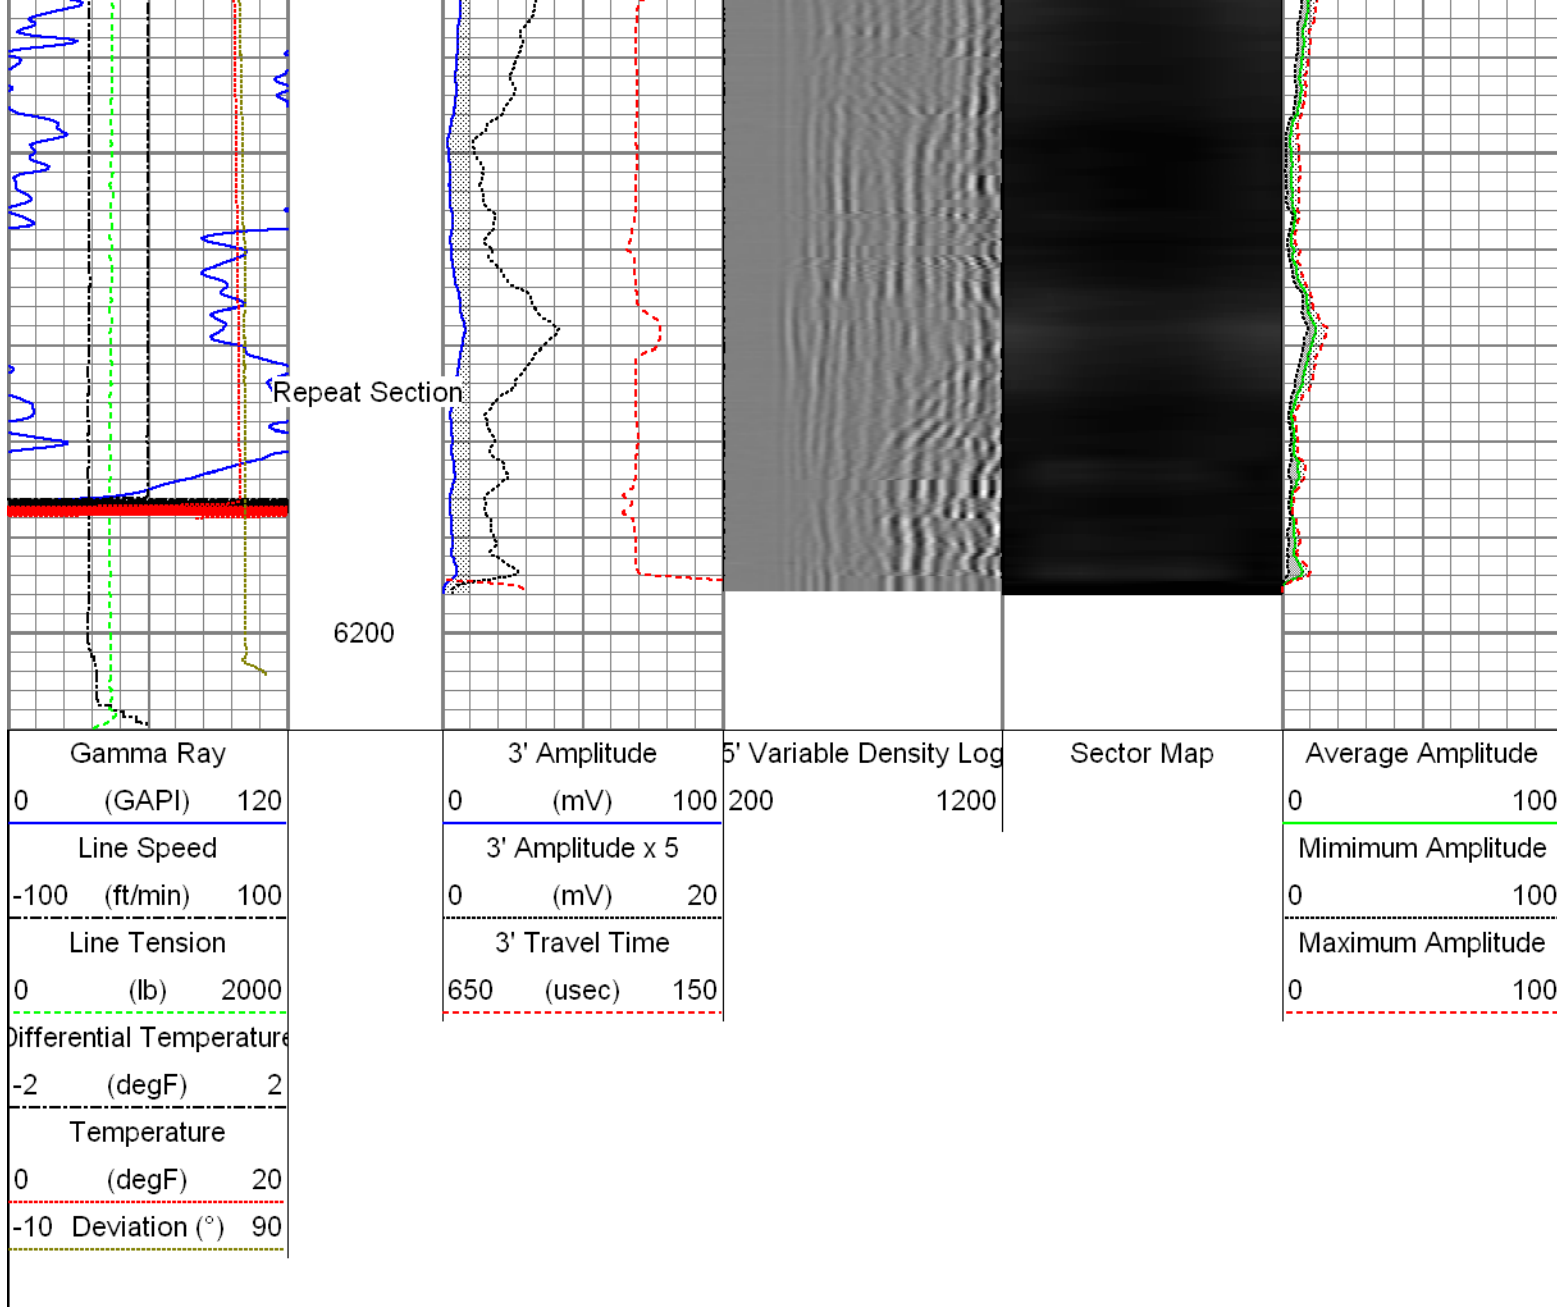 Repeat Section
6200
Gamma Ray
0 (GAPI) 120
Line Speed
-100 (ft/min) 100
Line Tension
0 (lb) 2000
Differential Temperature
-2 (degF) 2
Temperature
0 (degF) 20
-10 Deviation (°) 90
3' Amplitude
0 (mV) 100
3' Amplitude x 5
0 (mV) 20
3' Travel Time
650 (usec) 150
5' Variable Density Log
200 1200
Sector Map
Average Amplitude
0 100
Mimimum Amplitude
0 100
Maximum Amplitude
0 100